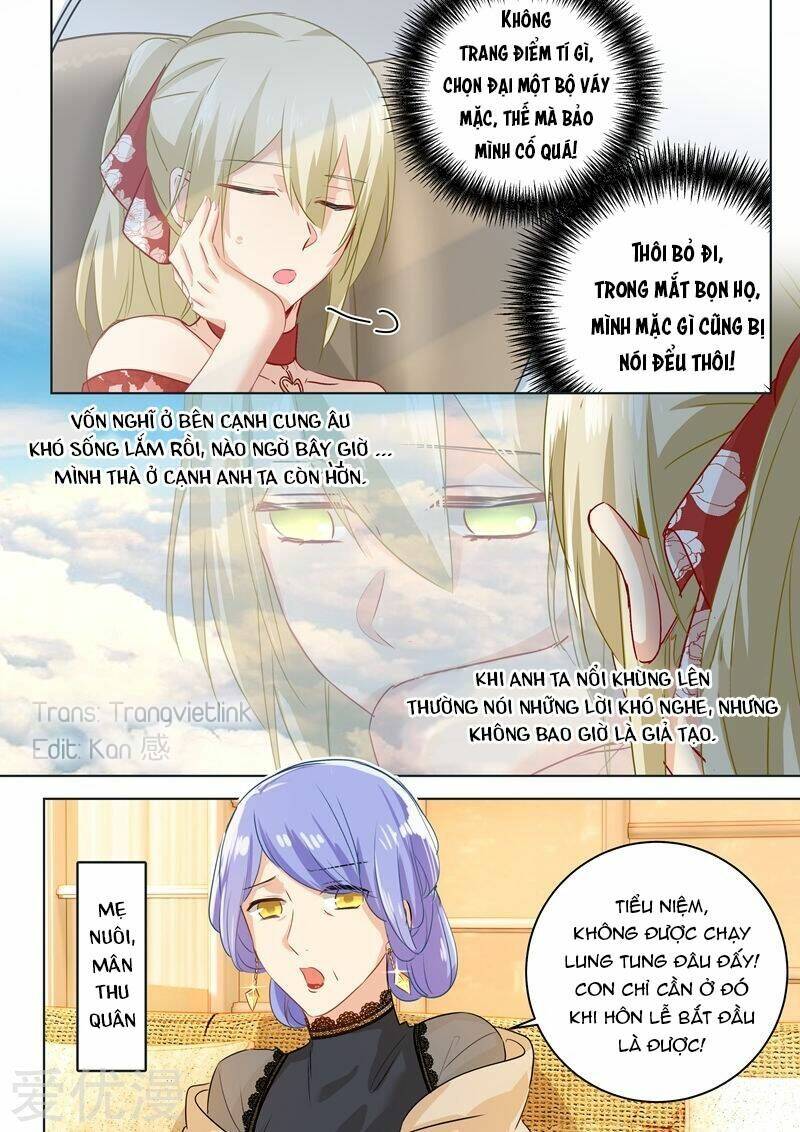 KHÔNG
TRANG ĐIỂM TÍ GÌ,
CHỌN ĐẠI MỘT BỘ VÁY
MẶC, THẾ MÀ BẢO
MÌNH CỐ QUÁ!
THÔI BỎ ĐI,
TRONG MẮT BỌN HỌ,
MÌNH MẶC GÌ CŨNG BỊ
NÓI ĐỂU THÔI!
VỐN NGHĨ Ở BÊN CẠNH CUNG ÂU
KHÓ SỐNG LẮM RỒI, NÀO NGỜ BÂY GIỜ ...
MÌNH THÀ Ở CẠNH ANH TA CÒN HƠN.
KHI ANH TA NỔI KHÙNG LÊN
THƯỜNG NÓI NHỮNG LỜI KHÓ NGHE, NHƯNG
KHÔNG BAO GIỜ LÀ GIẢ TẠO.
Trans: Trangvietlink
Edit: Kan 感
MẸ
NUÔI,
MÂN
THU
QUÂN
TIỂU NIỆM,
KHÔNG ĐƯỢC CHẠY
LUNG TUNG ĐÂU ĐẤY!
CON CHỈ CẦN Ở ĐÓ
KHI HÔN LỄ BẮT ĐẦU
LÀ ĐƯỢC!
爱优漫